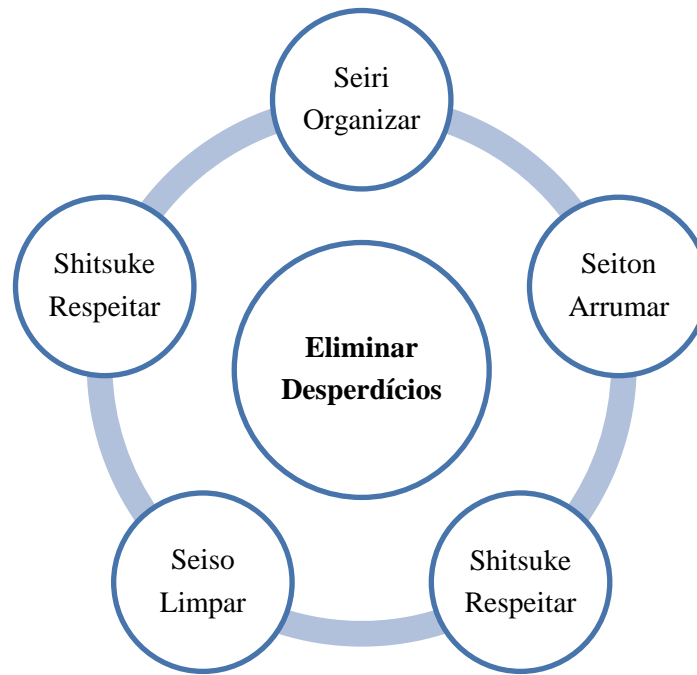 Seiri
Organizar
Shitsuke
Respeitar
Seiton
Arrumar
Eliminar
Desperdícios
Seiso
Limpar
Shitsuke
Respeitar